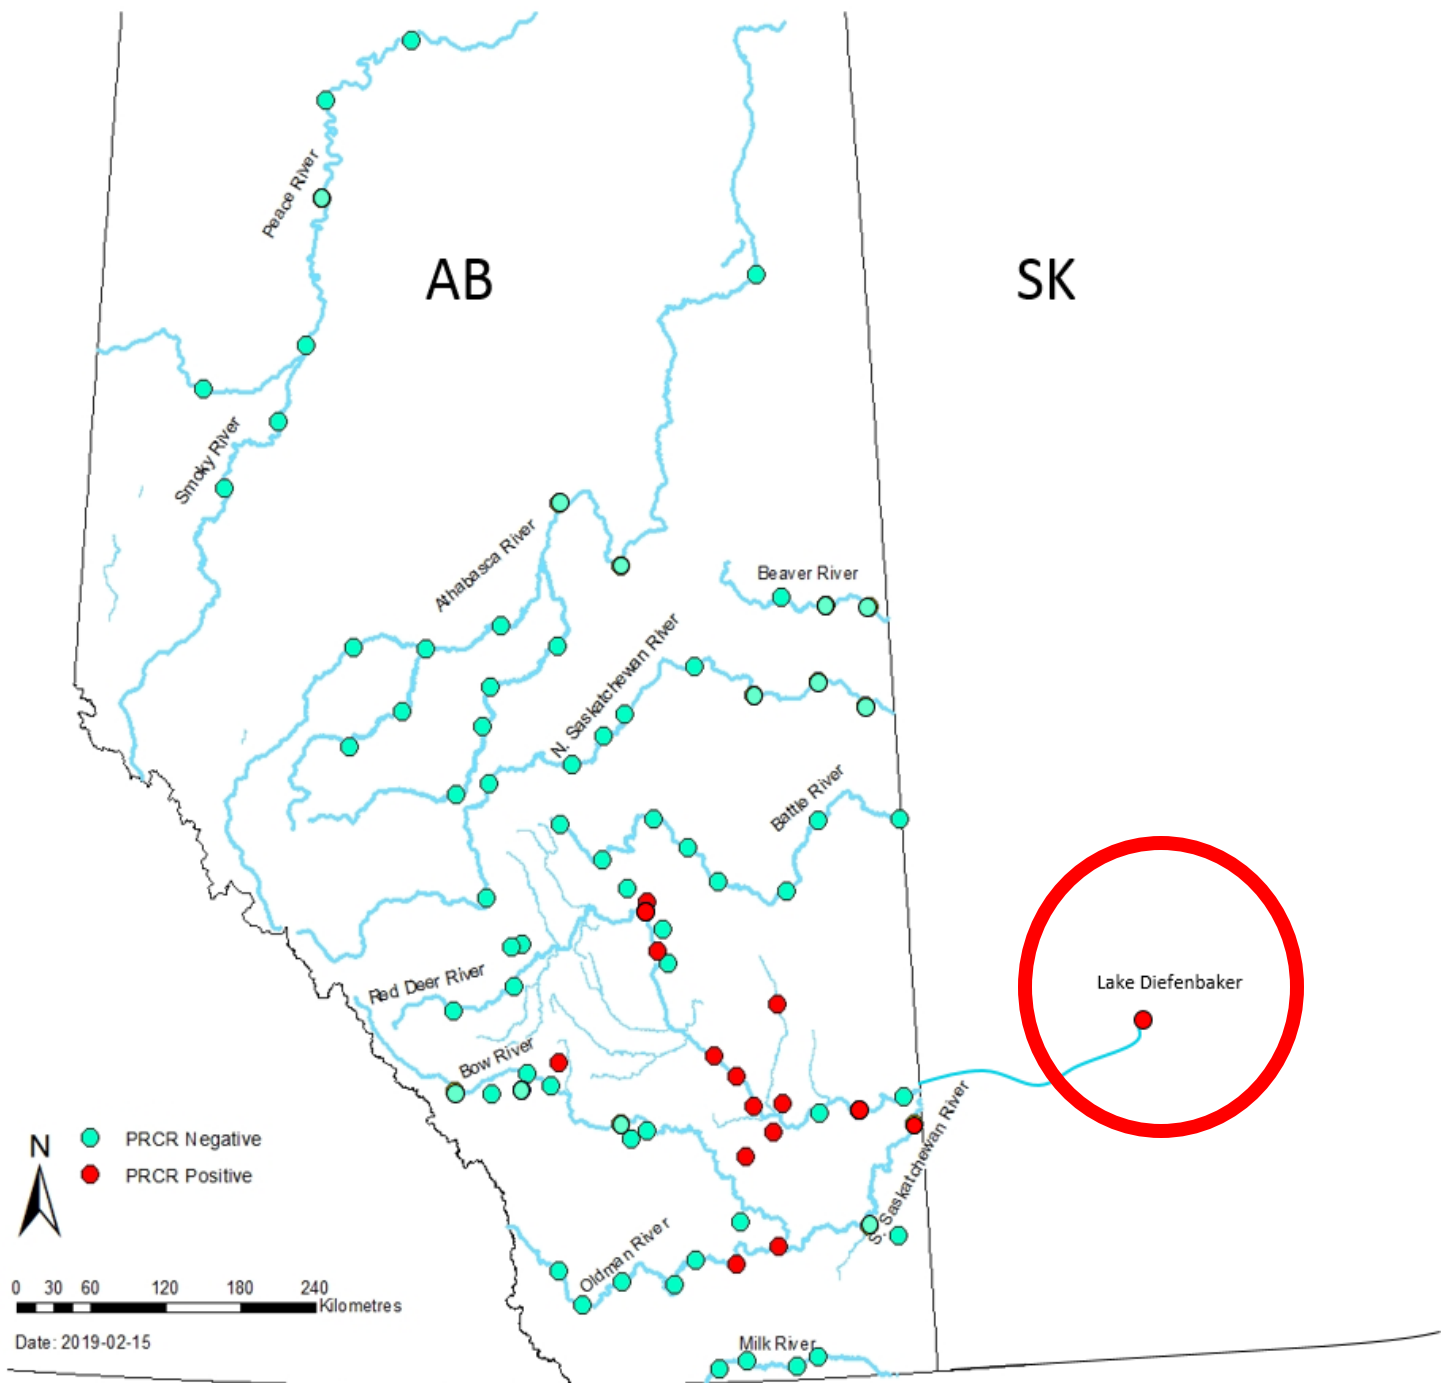 Peace River
AB
SK
Smoky River
Athabasca River
Beaver River
N. Saskatchewan River
Battle River
Red Deer River
Lake Diefenbaker
Bow River
S. Saskatchewan River
Oldman River
Milk River
N
PRCR Negative
PRCR Positive
0 30 60 120 180 240
Kilometres
Date: 2019-02-15